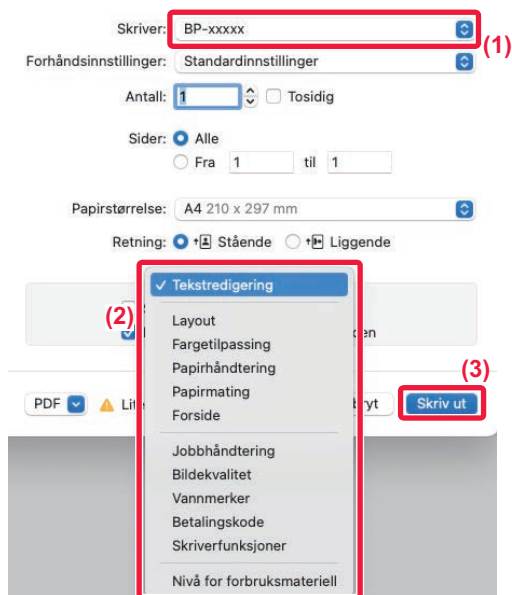 Skriver: BP-xxxxx
(1)
Forhåndsinnstillinger: Standardinnstillinger
Antall: 1 Tosidig
Sider: Alle
Fra 1 til 1
Papirstørrelse: A4 210 x 297 mm
Retning: Stående Liggende
✓ Tekstredigering
(2)
Layout
Fargetilpassing
Papirhåndtering
Papirmating
(3)
PDF Skriv ut
Forside
Jobbhåndtering
Bildekvalitet
Vannmerker
Betalingskode
Skriverfunksjoner
Nivå for forbruksmateriell